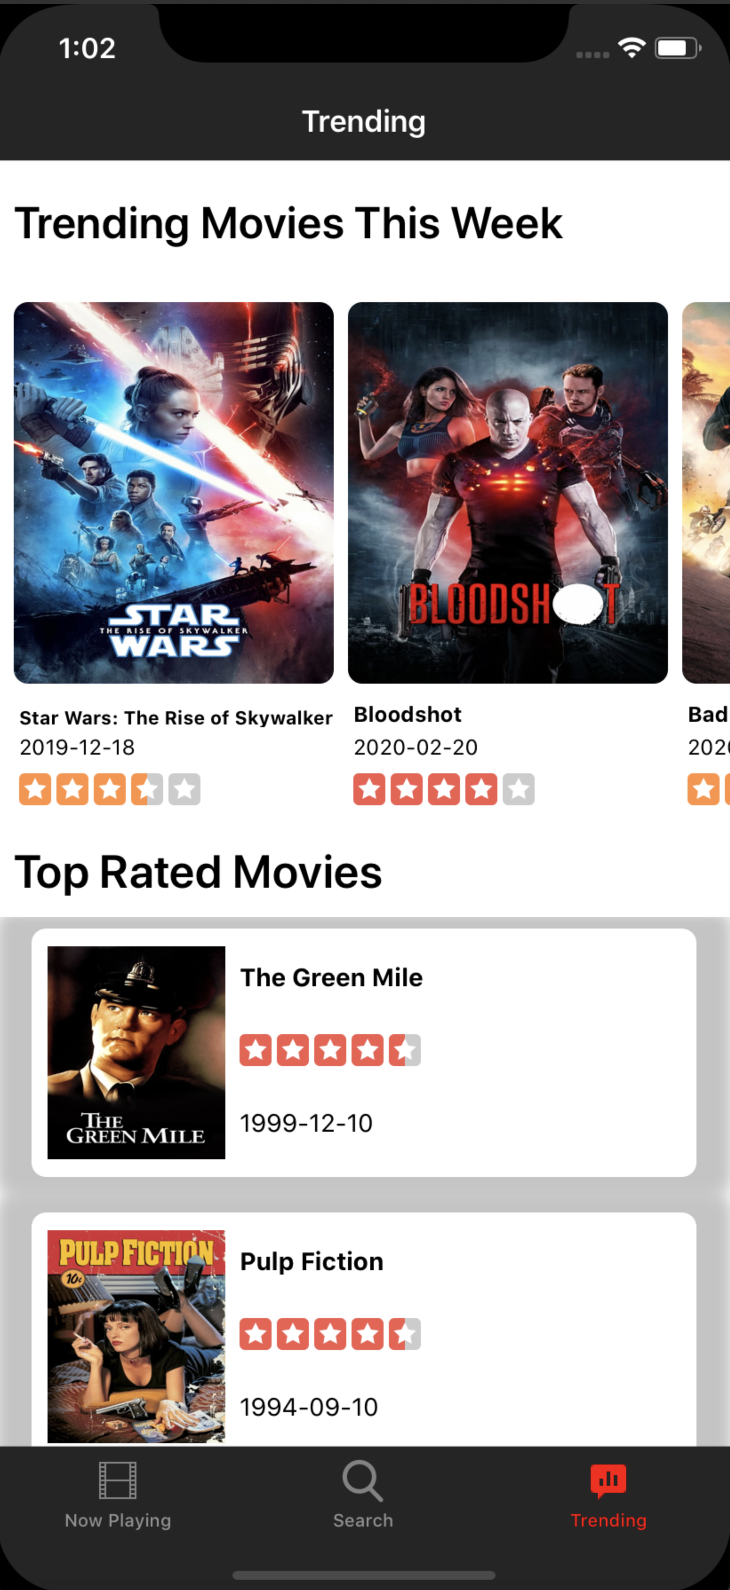 1:02
Trending
Trending Movies This Week
STAR
THE RISE OF SKYWALKER
WARS
BLOODSH T
Star Wars: The Rise of Skywalker
2019-12-18
Bloodshot
2020-02-20
Bad
202
Top Rated Movies
THE
GREEN MILE
The Green Mile
1999-12-10
PULP FICTION
10¢
Pulp Fiction
1994-09-10
Now Playing
Search
Trending